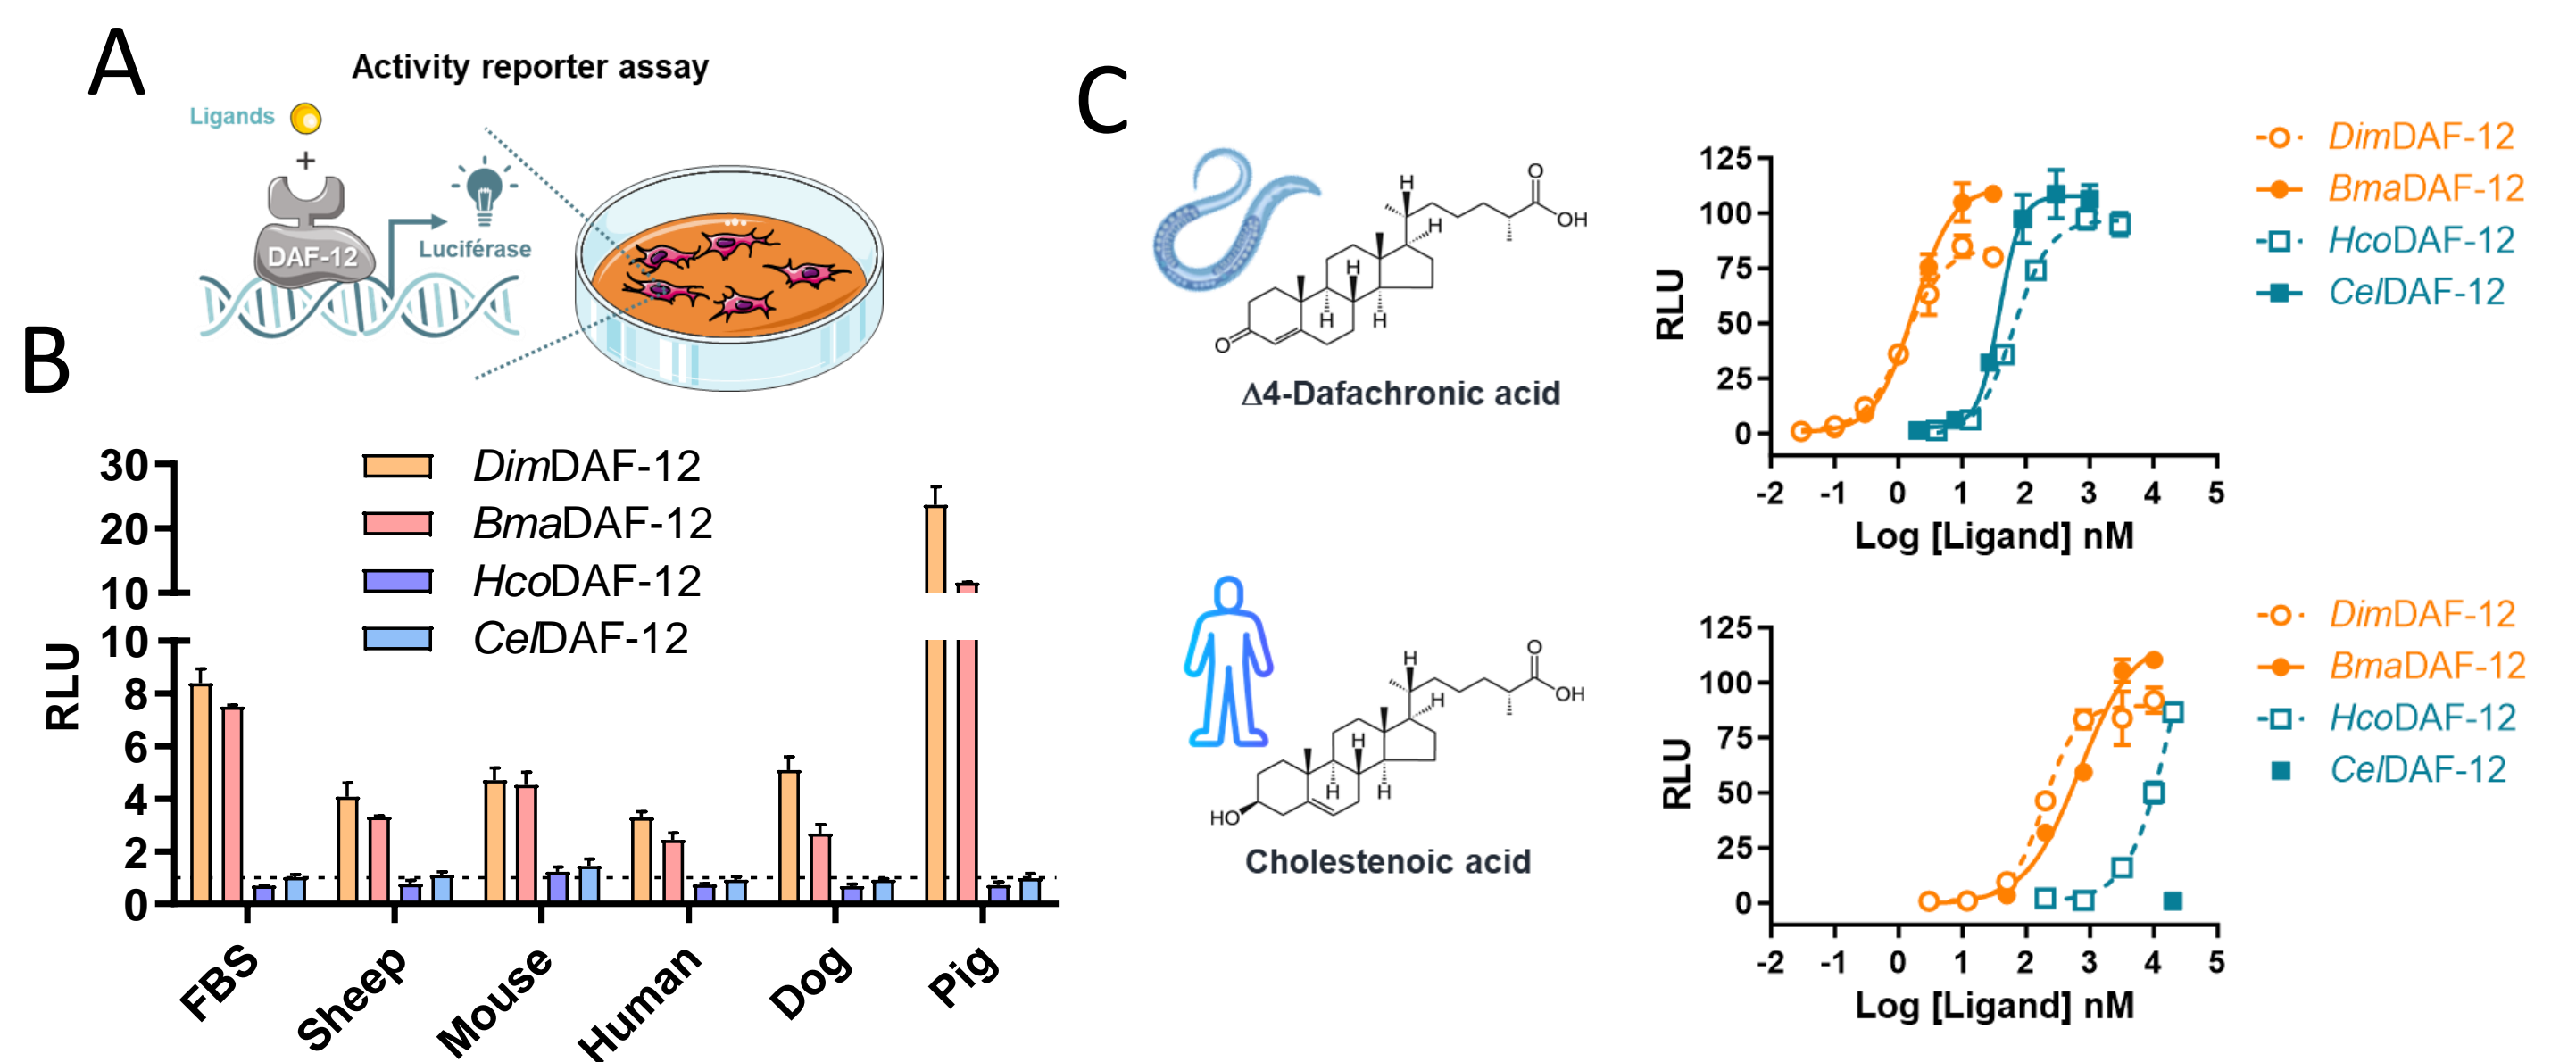 A
Activity reporter assay
Ligands
+
DAF-12
Luciférase
B
30
20
10
10
8
6
4
2
0
RLU
DimDAF-12
BmaDAF-12
HcoDAF-12
CelDAF-12
FBS
Sheep
Mouse
Human
Dog
Pig
C
H
O
OH
H
H
H
H
O
Δ4-Dafachronic acid
125
100
75
50
25
0
RLU
-2 -1 0 1 2 3 4 5
Log [Ligand] nM
DimDAF-12
BmaDAF-12
HcoDAF-12
CelDAF-12
H
O
OH
H
H
H
H
HO
Cholestenoic acid
125
100
75
50
25
0
RLU
-2 -1 0 1 2 3 4 5
Log [Ligand] nM
DimDAF-12
BmaDAF-12
HcoDAF-12
CelDAF-12